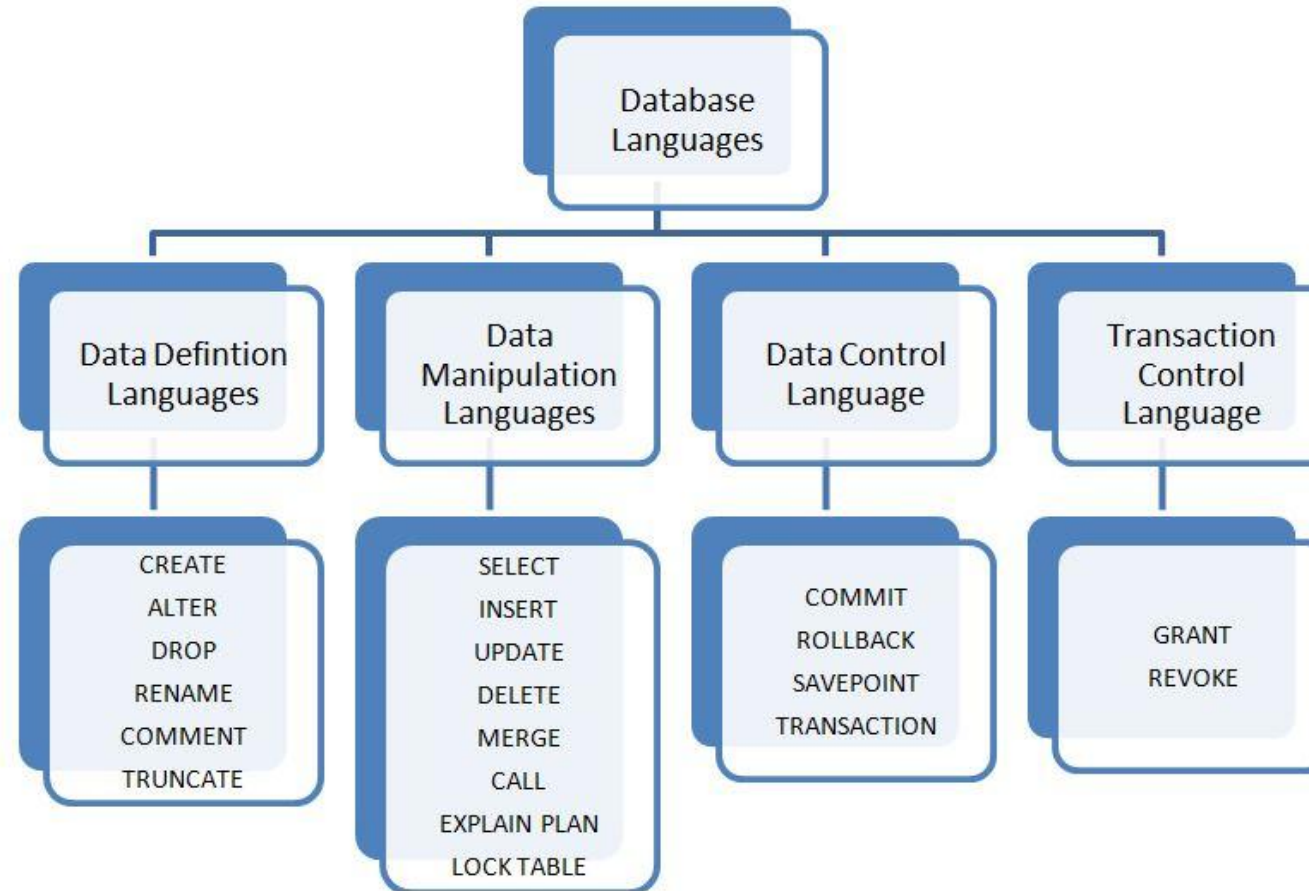 Database
Languages
Data Defintion
Languages
Data
Manipulation
Languages
Data Control
Language
Transaction
Control
Language
CREATE
ALTER
DROP
RENAME
COMMENT
TRUNCATE
SELECT
INSERT
UPDATE
DELETE
MERGE
CALL
EXPLAIN PLAN
LOCK TABLE
COMMIT
ROLLBACK
SAVEPOINT
TRANSACTION
GRANT
REVOKE